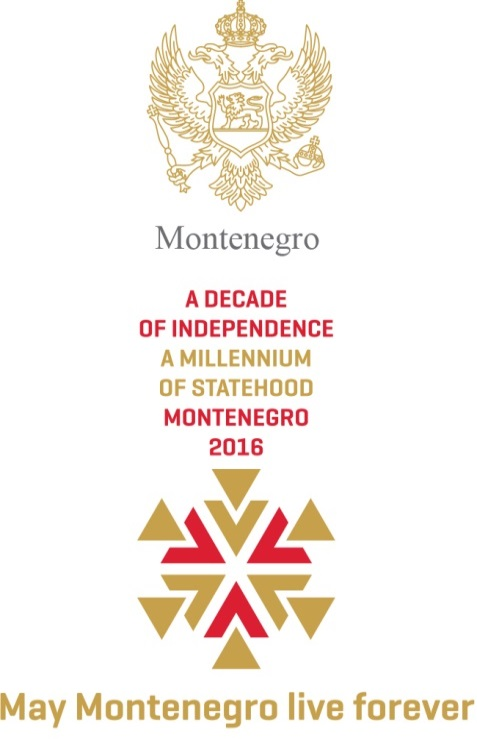 Montenegro
A DECADE
OF INDEPENDENCE
A MILLENNIUM
OF STATEHOOD
MONTENEGRO
2016
May Montenegro live forever